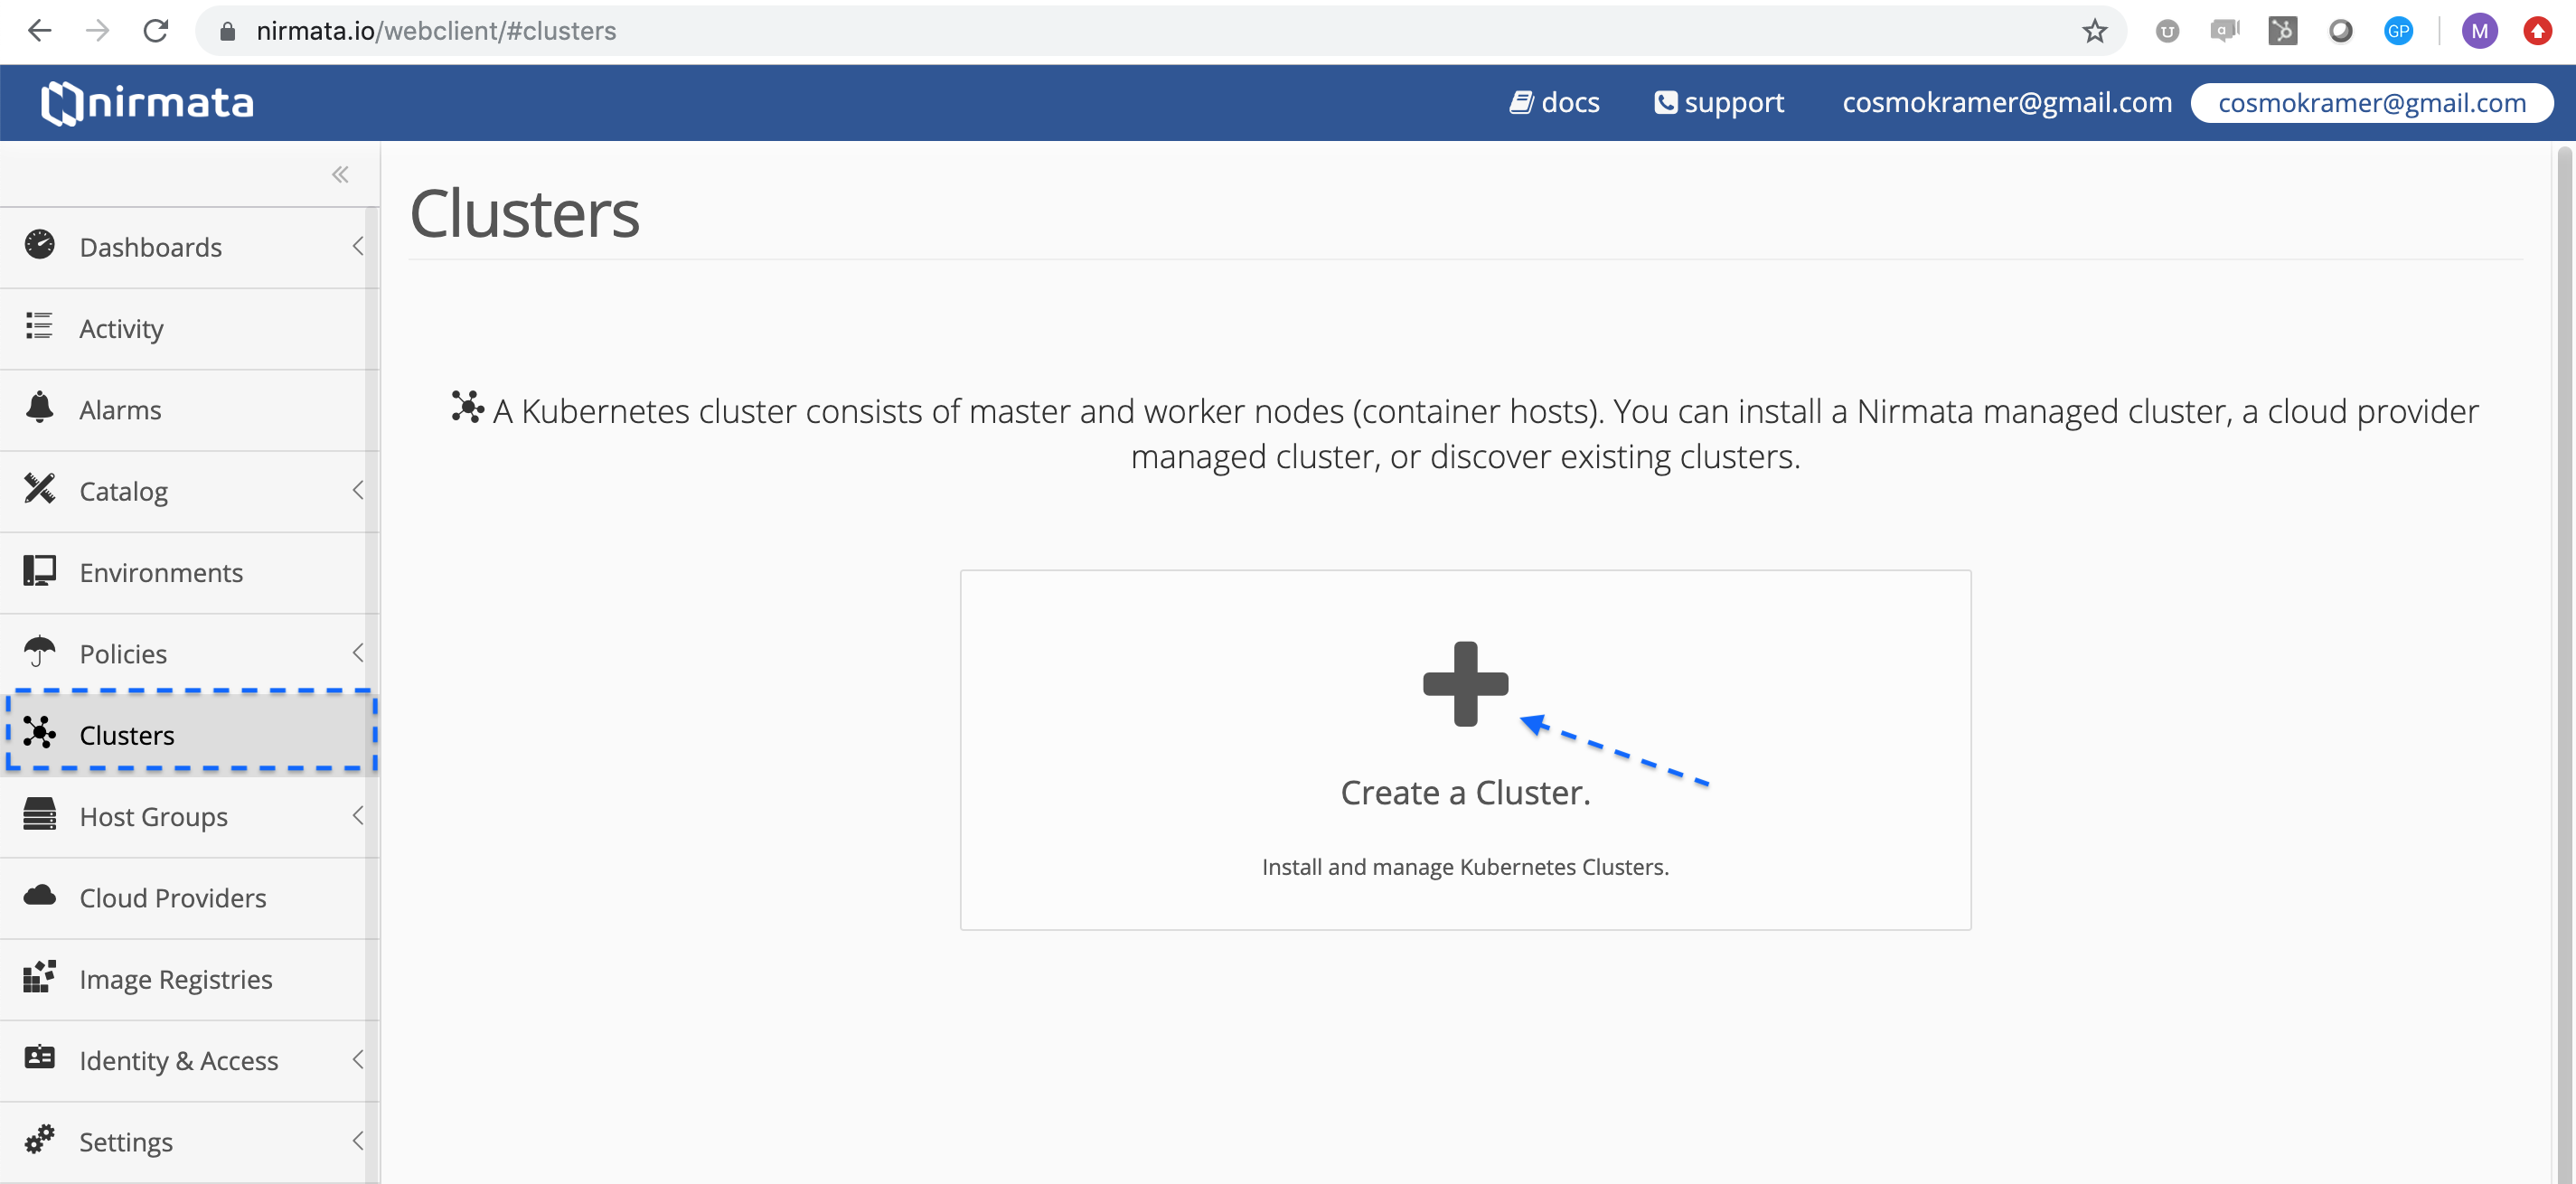 nirmata.io/webclient/#clusters
U
a
GP
M
nirmata
docs
support
cosmokramer@gmail.com
cosmokramer@gmail.com
Clusters
Dashboards
Activity
Alarms
Catalog
Environments
Policies
Clusters
Host Groups
Cloud Providers
Image Registries
Identity & Access
Settings
A Kubernetes cluster consists of master and worker nodes (container hosts). You can install a Nirmata managed cluster, a cloud provider
managed cluster, or discover existing clusters.
Create a Cluster.
Install and manage Kubernetes Clusters.